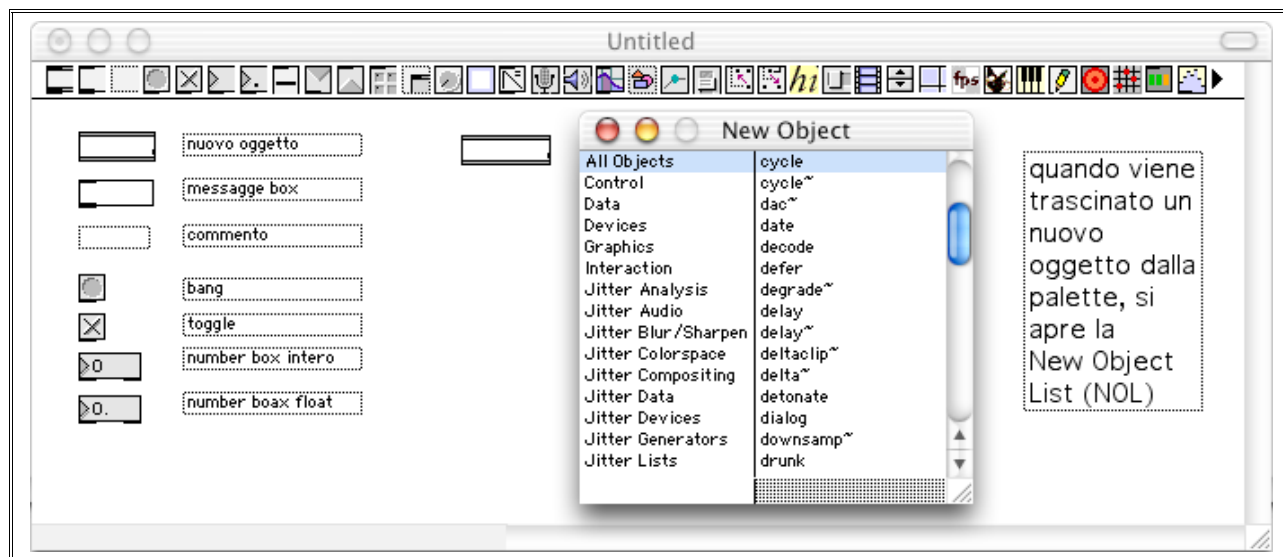 Untitled
hi
fps
nuovo oggetto
messagge box
commento
bang
toggle
0
number box intero
0.
number boax float
New Object
All Objects
Control
Data
Devices
Graphics
Interaction
Jitter Analysis
Jitter Audio
Jitter Blur/Sharpen
Jitter Colorspace
Jitter Compositing
Jitter Data
Jitter Devices
Jitter Generators
Jitter Lists
cycle
cycle~
dac~
date
decode
defer
degrade~
delay
delay~
deltaclip~
delta~
detonate
dialog
downsamp~
drunk
quando viene
trascinato un
nuovo
oggetto dalla
palette, si
apre la
New Object
List (NOL)